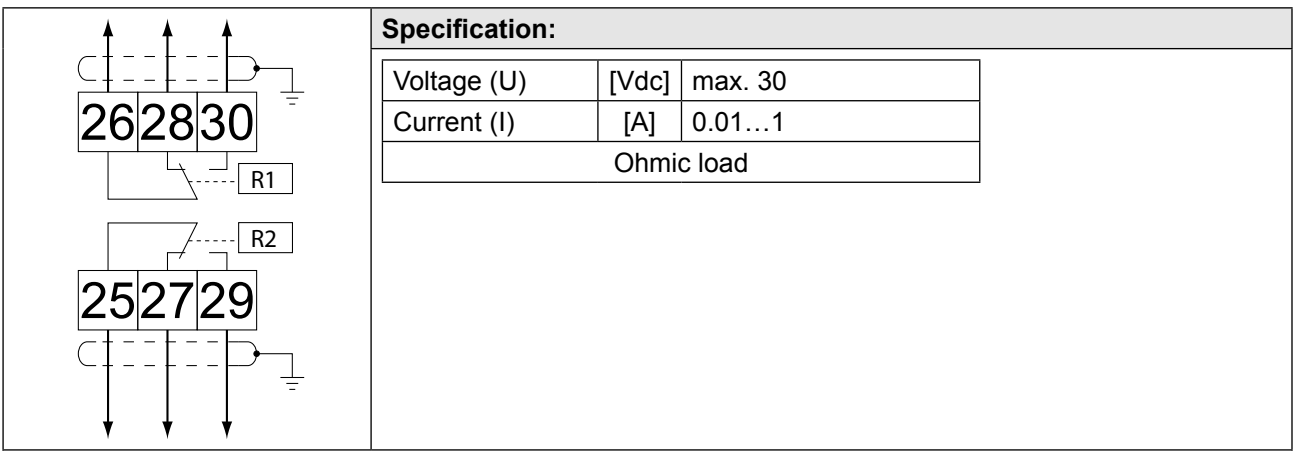 Specification:
Voltage (U) [Vdc] max. 30
Current (I) [A] 0.01…1
Ohmic load
26 28 30
R1
R2
25 27 29